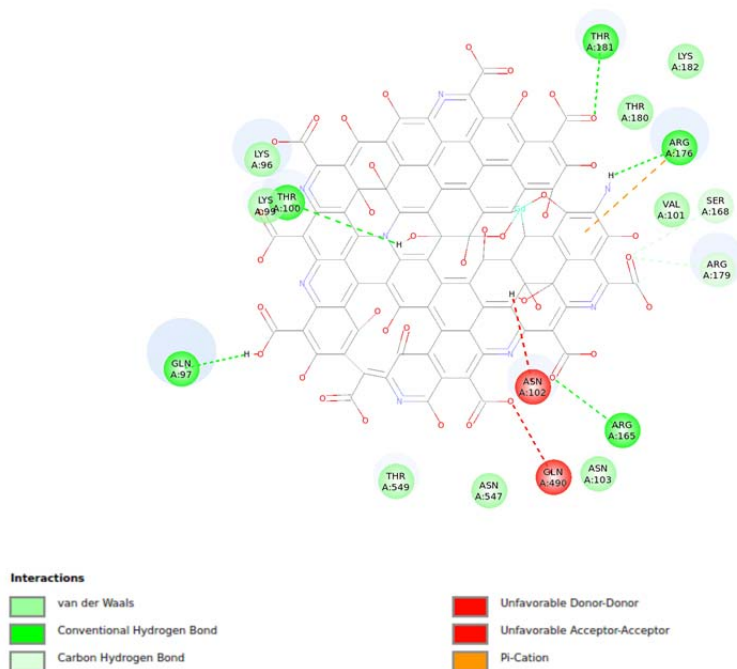 THR
A:181
LYS
A:182
THR
A:180
ARG
A:176
VAL
A:101
SER
A:168
ARG
A:179
LYS
A:96
LYS
A:99
THR
A:100
GLN
A:97
ASN
A:102
ARG
A:165
GLN
A:490
ASN
A:103
THR
A:549
ASN
A:547
Interactions
van der Waals
Conventional Hydrogen Bond
Carbon Hydrogen Bond
Unfavorable Donor-Donor
Unfavorable Acceptor-Acceptor
Pi-Cation